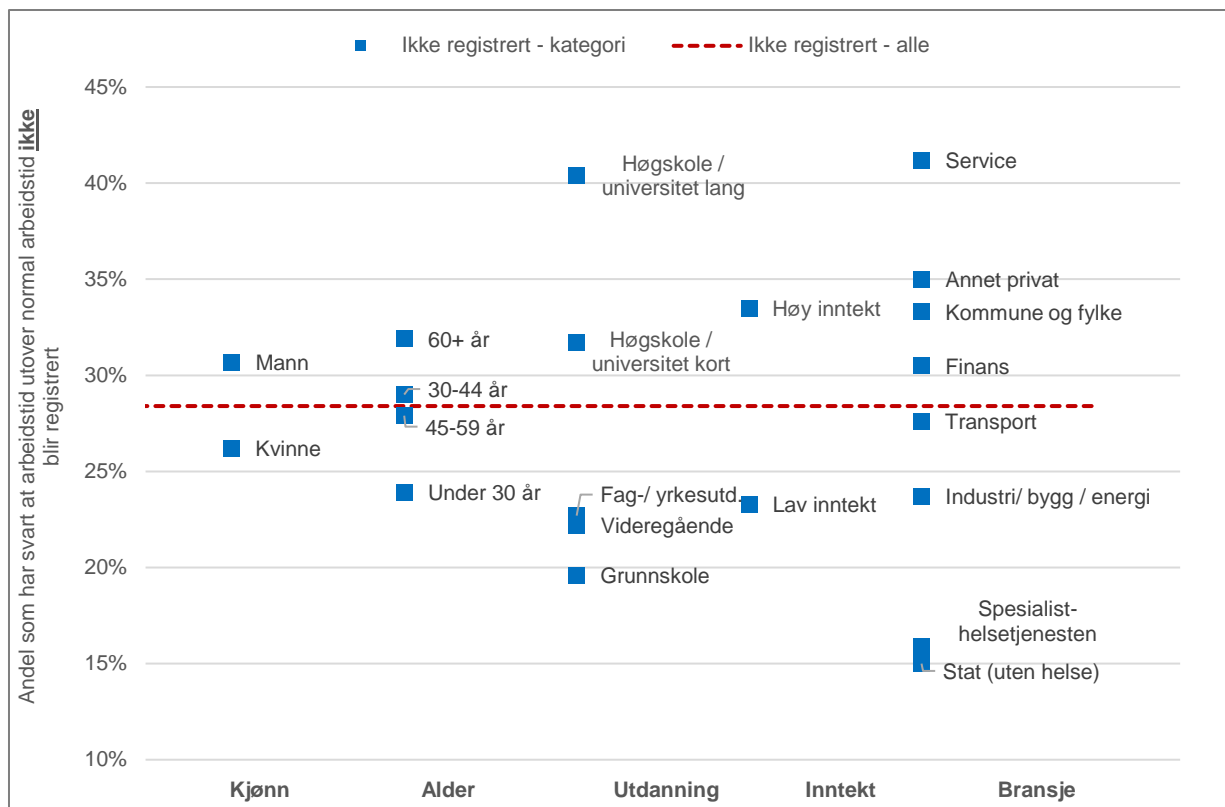 Ikke registrert - kategori
Ikke registrert - alle
Andel som har svart at arbeidstid utover normal arbeidstid ikke
blir registrert
45%
40%
35%
30%
25%
20%
15%
10%
Mann
Kvinne
60+ år
30-44 år
45-59 år
Under 30 år
Høgskole /
universitet lang
Høgskole /
universitet kort
Fag-/ yrkesutd.
Videregående
Grunnskole
Høy inntekt
Lav inntekt
Service
Annet privat
Kommune og fylke
Finans
Transport
Industri/ bygg / energi
Spesialist-
helsetjenesten
Stat (uten helse)
Kjønn
Alder
Utdanning
Inntekt
Bransje